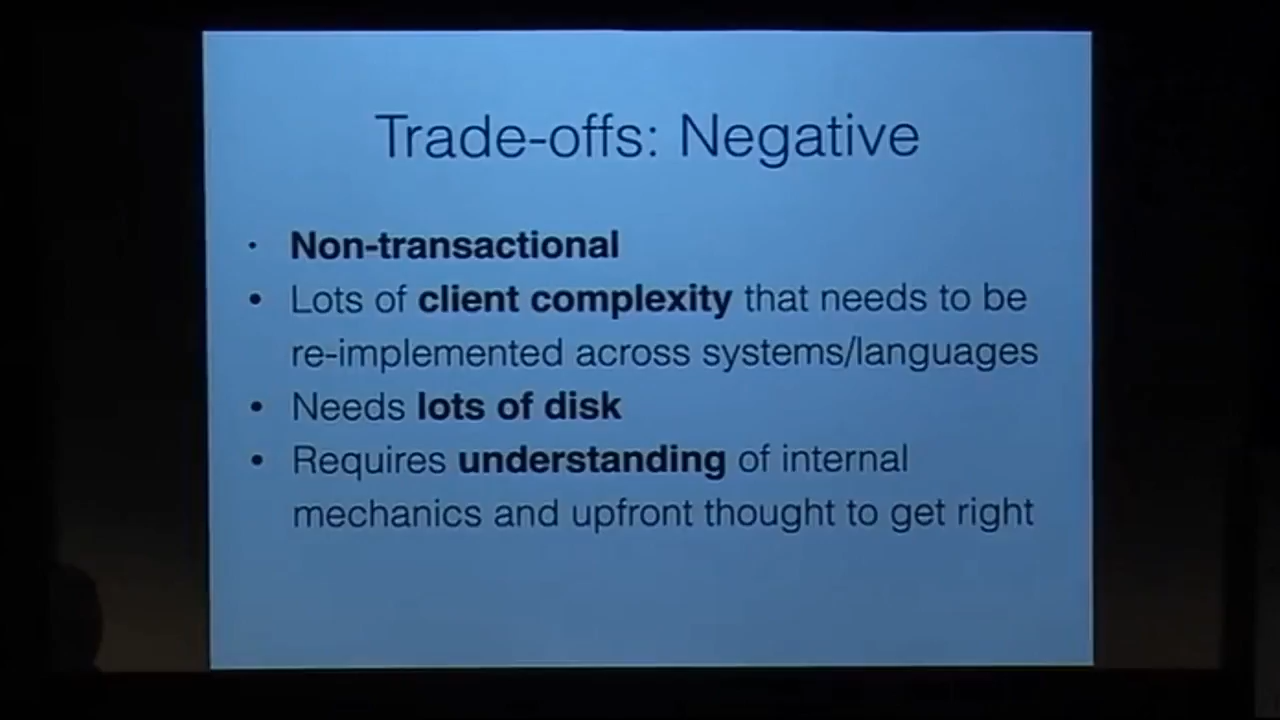 Trade-offs: Negative
• Non-transactional
• Lots of client complexity that needs to be
re-implemented across systems/languages
• Needs lots of disk
• Requires understanding of internal
mechanics and upfront thought to get right